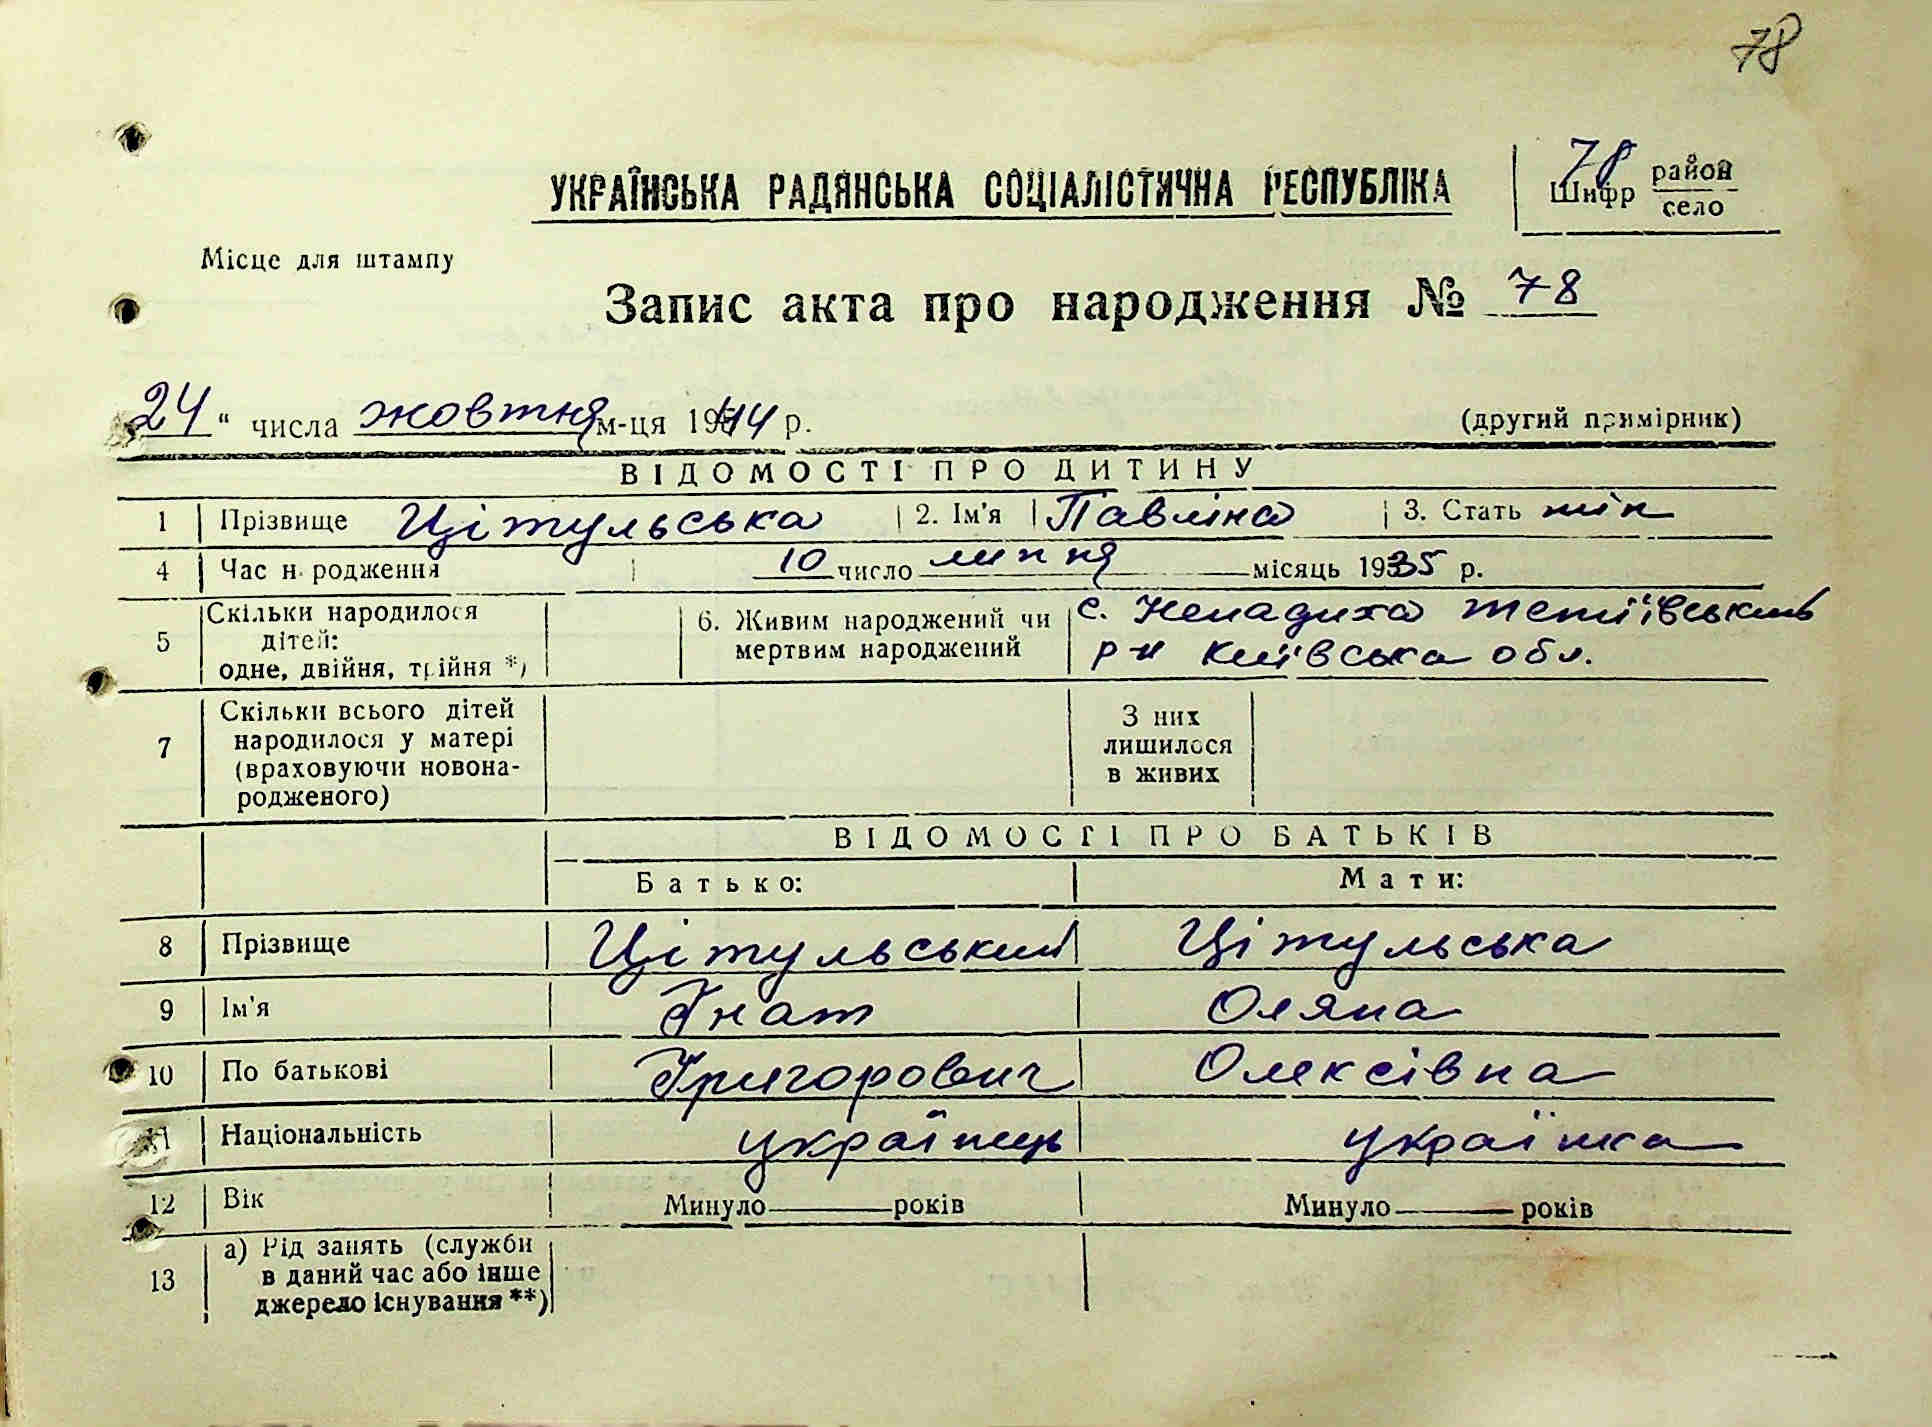 78
УКРАЇНСЬКА РАДЯНСЬКА СОЦІАЛІСТИЧНА РЕСПУБЛІКА
78
Шифр район село
Місце для штампу
Запис акта про народження № 78
24 " числа жовтня м-ця 1944 р.
(другий примірник)
ВІДОМОСТІ ПРО ДИТИНУ
1 Прізвище Цітульська 2. Ім'я Павліна 3. Стать жін
4 Час народження 10 число липня місяць 1935 р.
5 Скільки народилося дітей: одне, двійня, трійня *)
6. Живим народжений чи мертвим народжений
с. Ненадиха тетіївський
р-н Київська обл.
7 Скільки всього дітей народилося у матері (враховуючи новона-родженого)
З них лишилося в живих
ВІДОМОСТІ ПРО БАТЬКІВ
Батько: Мати:
8 Прізвище Цітульський Цітульська
9 Ім'я Гнат Оляна
10 По батькові Григорович Олексівна
11 Національність українець українка
12 Вік Минуло років Минуло років
13 а) Рід занять (служби
в даний час або інше
джерело існування **)